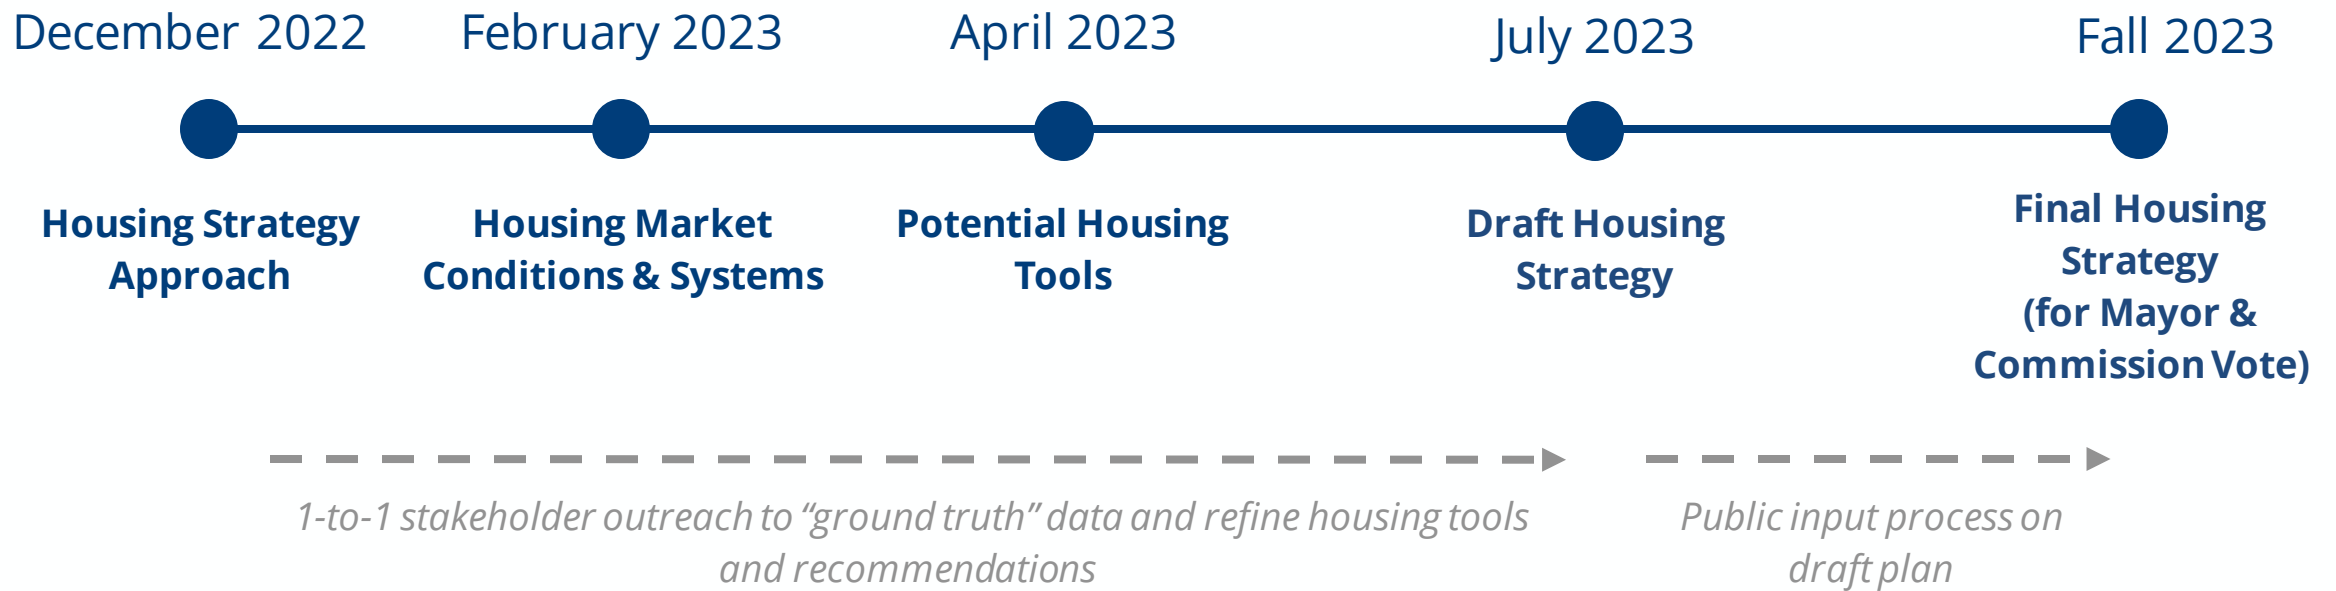 December 2022
February 2023
April 2023
July 2023
Fall 2023
Housing Strategy
Approach
Housing Market
Conditions & Systems
Potential Housing
Tools
Draft Housing
Strategy
Final Housing
Strategy
(for Mayor &
Commission Vote)
1-to-1 stakeholder outreach to “ground truth” data and refine housing tools
and recommendations
Public input process on
draft plan